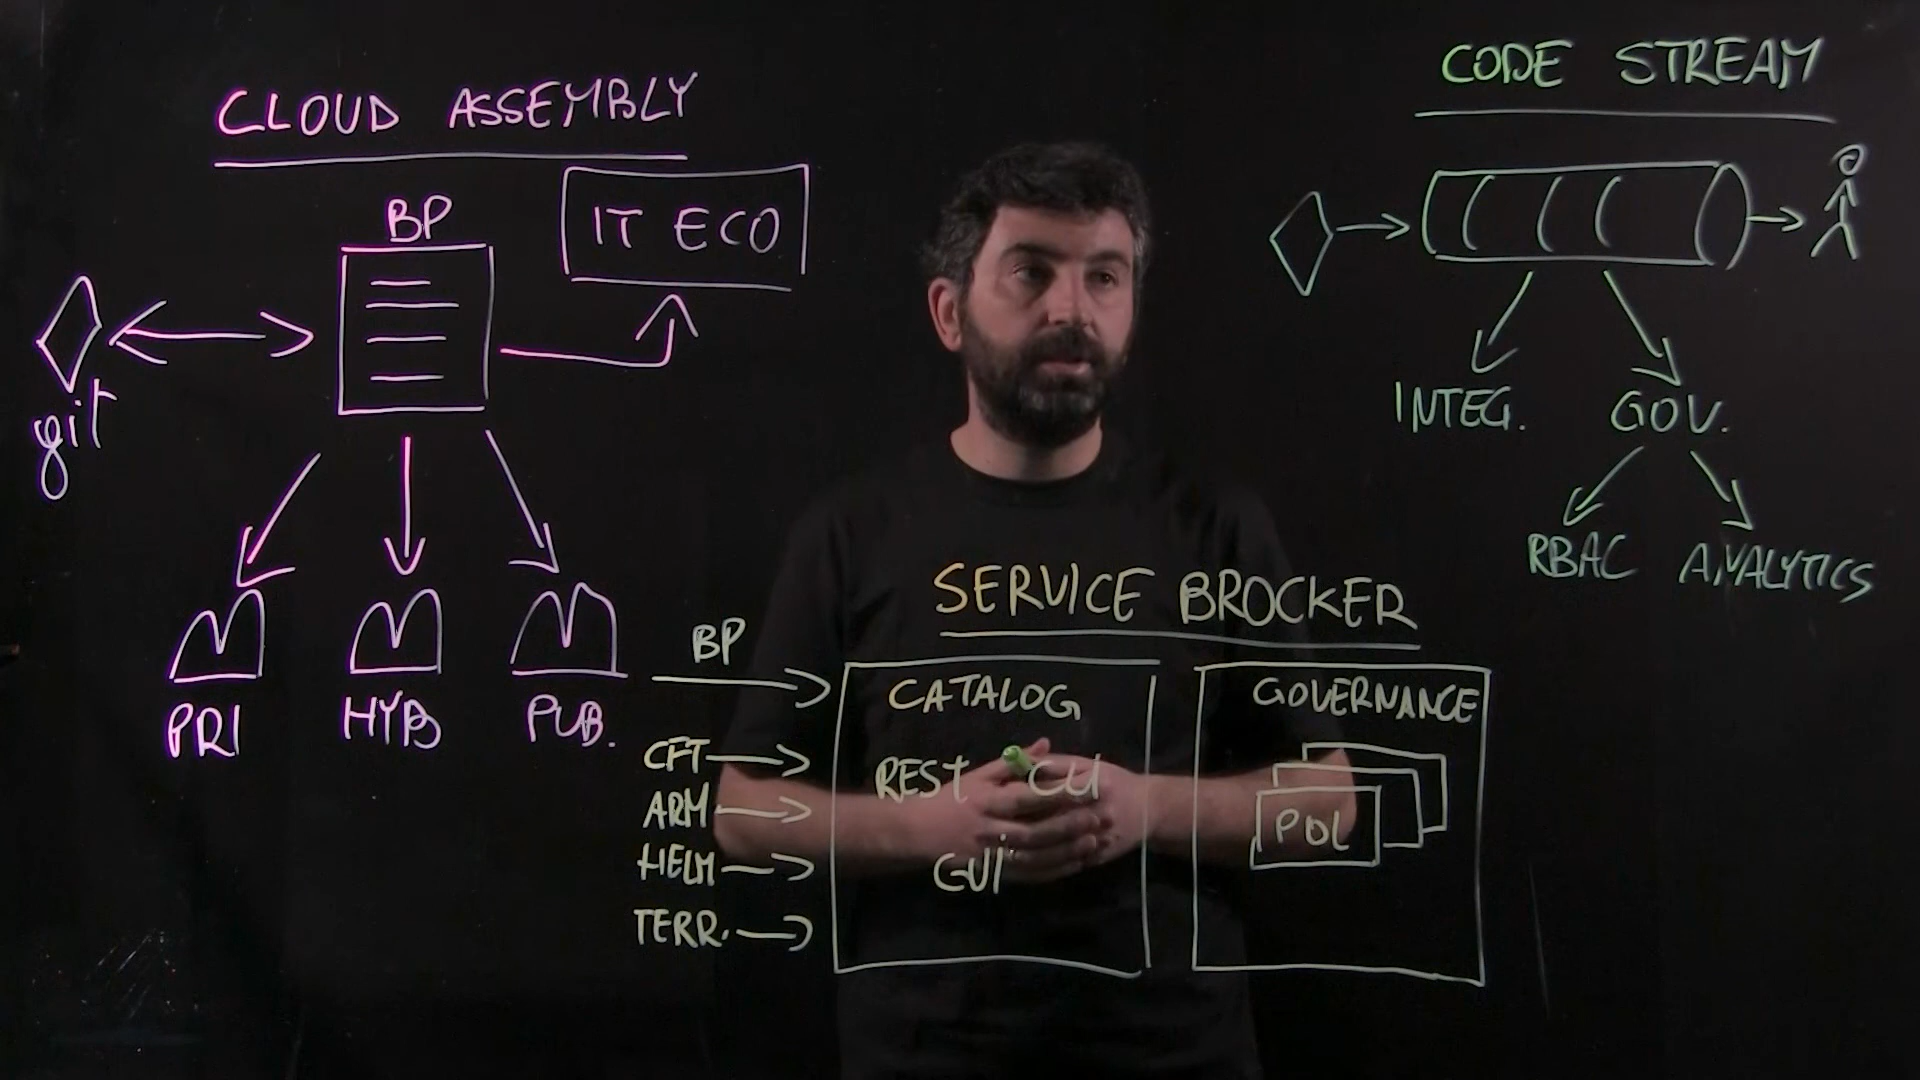 CLOUD ASSEMBLY
BP
IT ECO
git
PRI
HYB
PUB.
CODE STREAM
INTEG.
GOV.
RBAC
ANALYTICS
SERVICE BROCKER
BP
CFT
ARM
HELM
TERR.
CATALOG
REST CLI
GUI
GOVERNANCE
POL